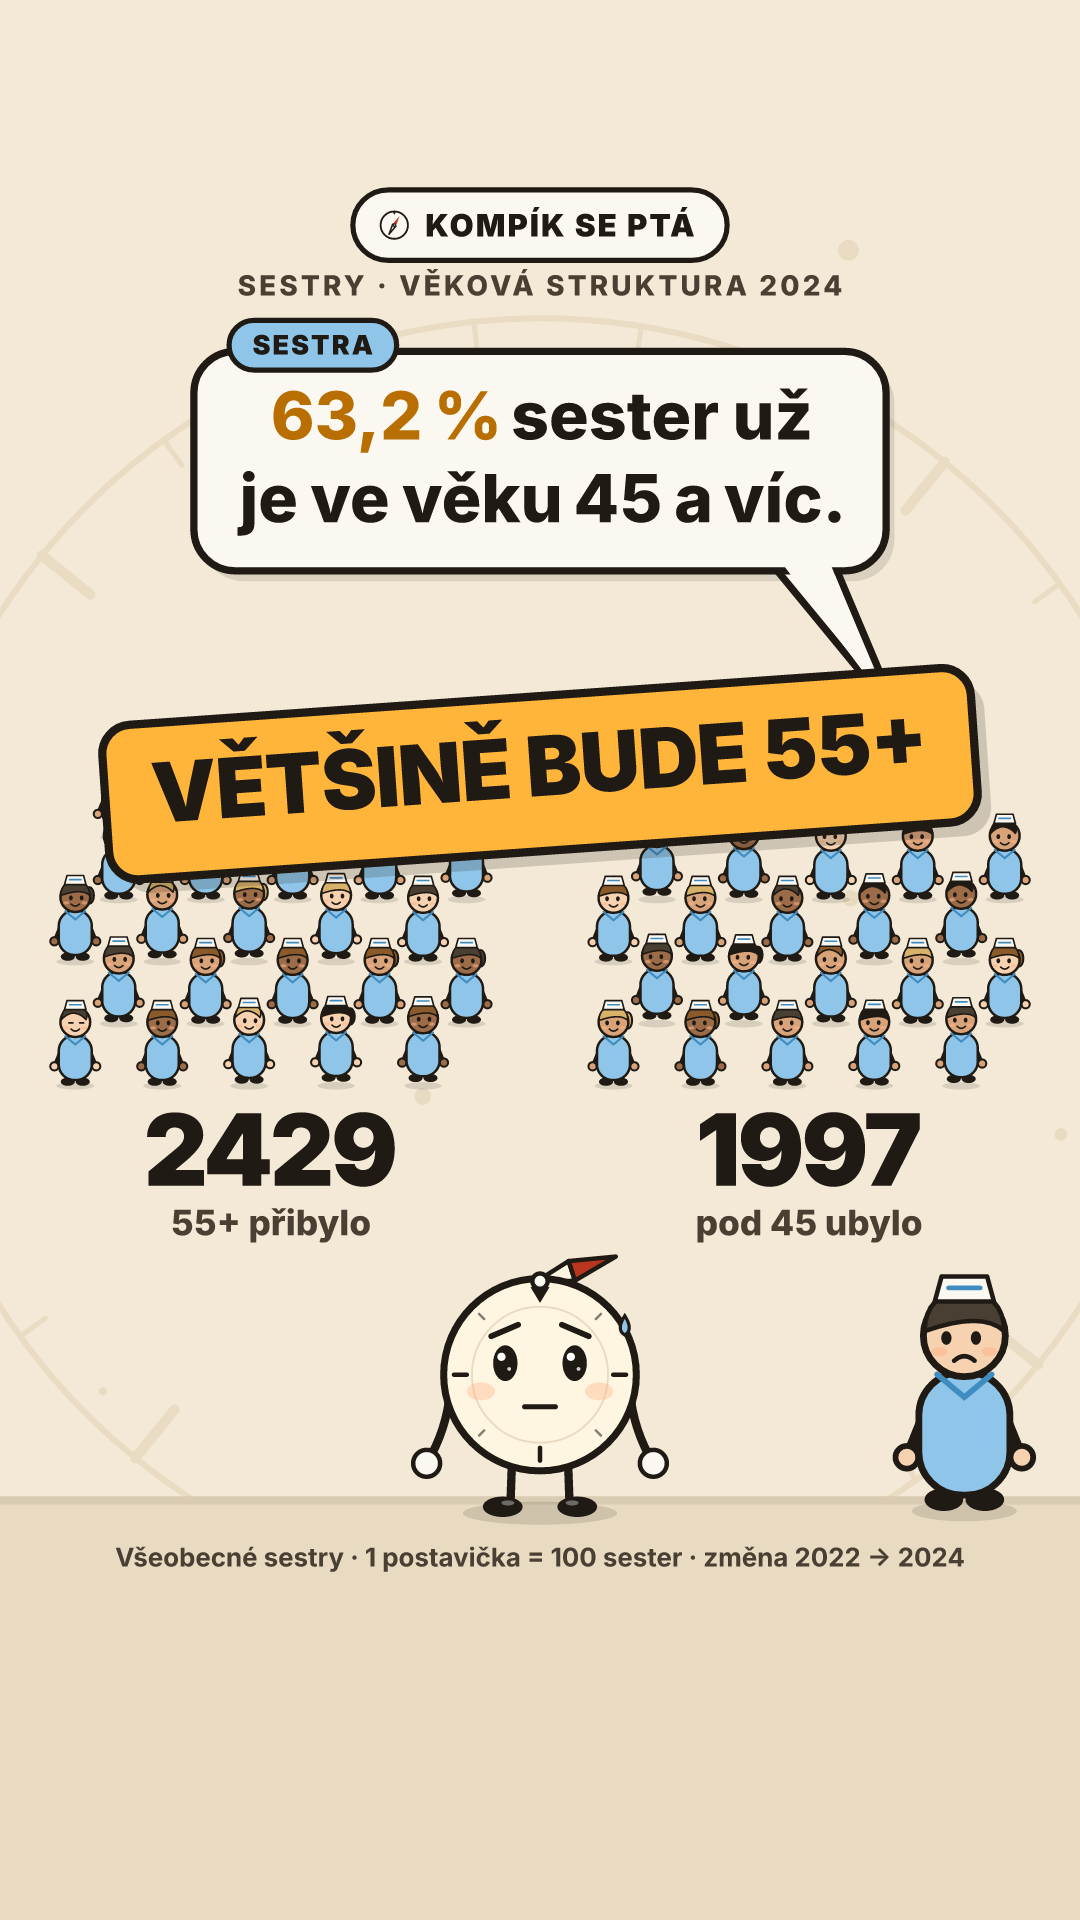 KOMPÍK SE PTÁ
SESTRY · VĚKOVÁ STRUKTURA 2024
SESTRA
63,2 % sester už
je ve věku 45 a víc.
VĚTŠINĚ BUDE 55+
2429
55+ přibylo
1997
pod 45 ubylo
Všeobecné sestry · 1 postavička = 100 sester · změna 2022 → 2024